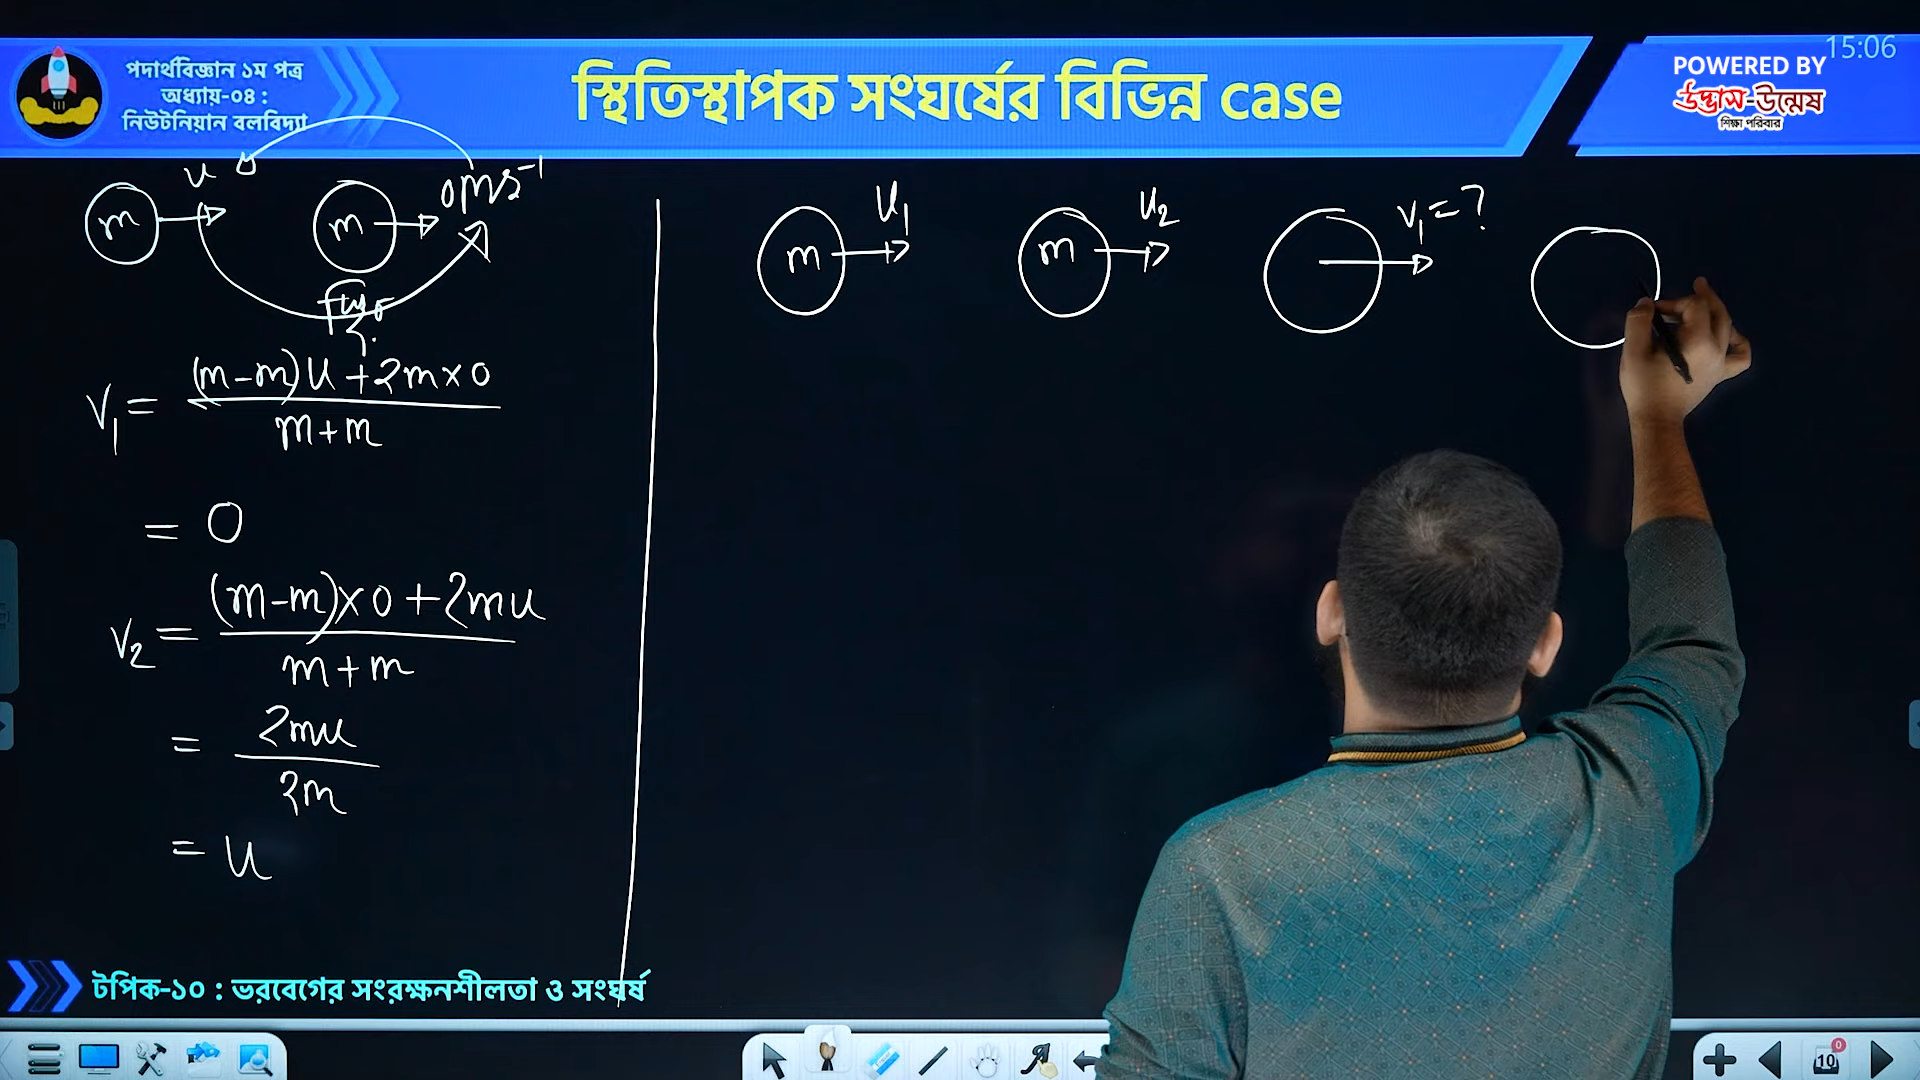 পদার্থবিজ্ঞান ১ম পত্র
অধ্যায়-০৪ :
নিউটনিয়ান বলবিদ্যা
স্থিতিস্থাপক সংঘর্ষের বিভিন্ন case
15:06
POWERED BY
উদ্ভাস-উন্মেষ
শিক্ষা পরিবার
m u m 0ms⁻¹
v₁ = (m-m)u+2m×0 / m+m
= 0
v₂ = (m-m)×0+2mu / m+m
= 2mu / 2m
= u
m u₁ m u₂ v₁=?
টপিক-১০ : ভরবেগের সংরক্ষনশীলতা ও সংঘর্ষ
10
0